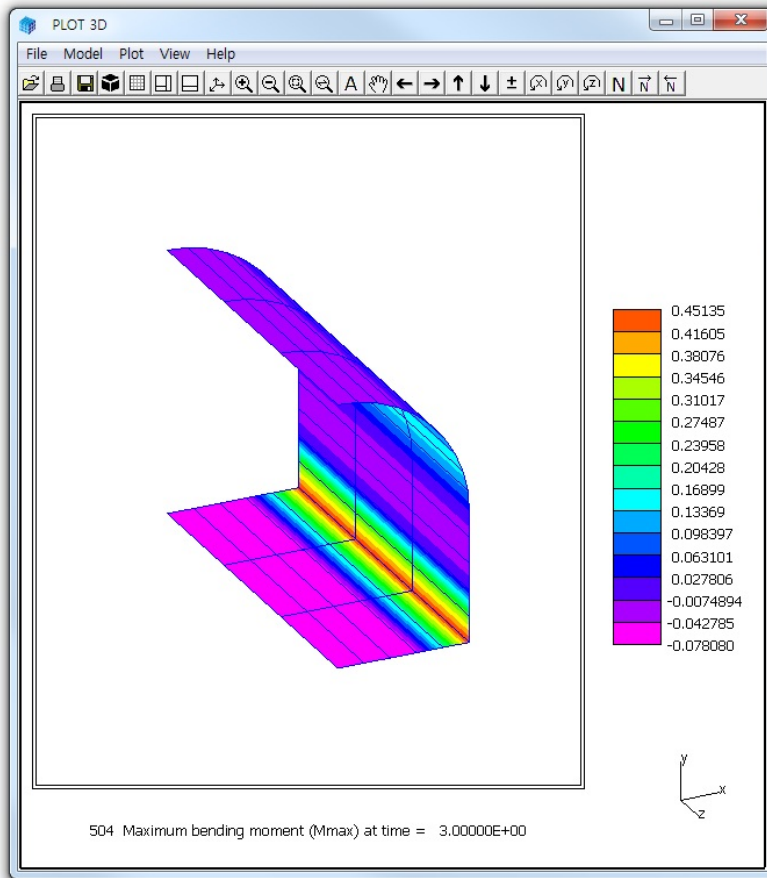 PLOT 3D
File Model Plot View Help
A ± x y z N N N
0.45135
0.41605
0.38076
0.34546
0.31017
0.27487
0.23958
0.20428
0.16899
0.13369
0.098397
0.063101
0.027806
-0.0074894
-0.042785
-0.078080
y
x
z
504 Maximum bending moment (Mmax) at time = 3.00000E+00